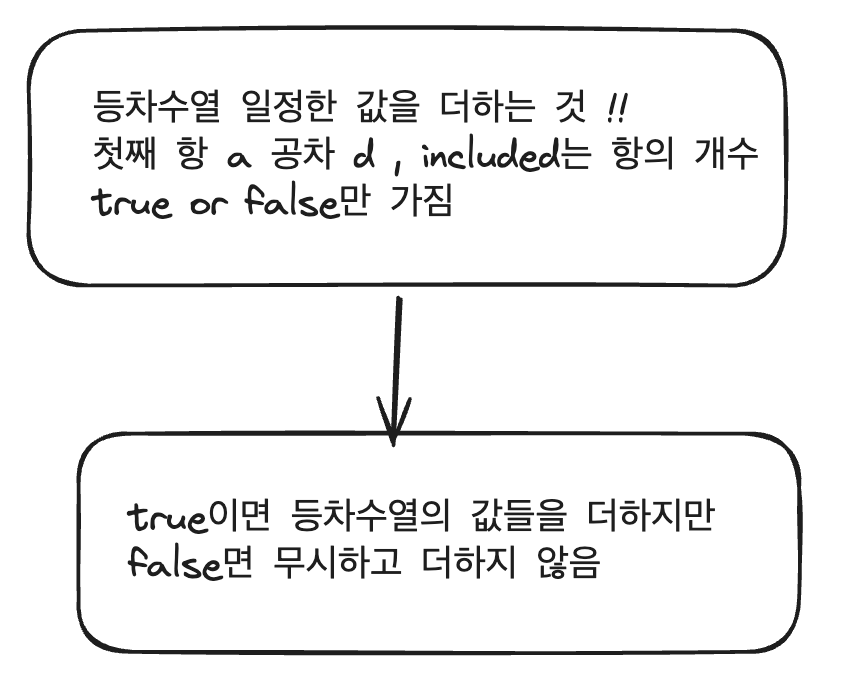 등차수열 일정한 값을 더하는 것 !!
첫째 항 a 공차 d , included는 항의 개수
true or false만 가짐
true이면 등차수열의 값들을 더하지만
false면 무시하고 더하지 않음